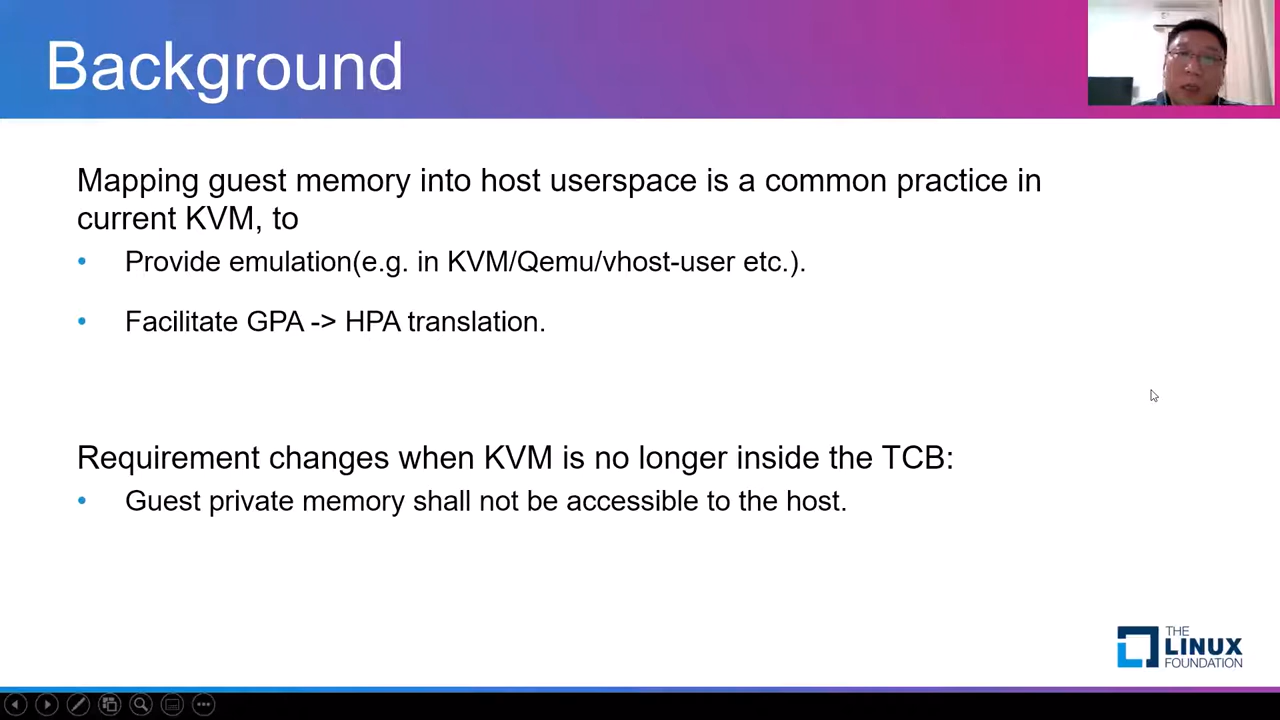 Background
Mapping guest memory into host userspace is a common practice in
current KVM, to
• Provide emulation(e.g. in KVM/Qemu/vhost-user etc.).
• Facilitate GPA -> HPA translation.
Requirement changes when KVM is no longer inside the TCB:
• Guest private memory shall not be accessible to the host.
THE
LINUX
FOUNDATION